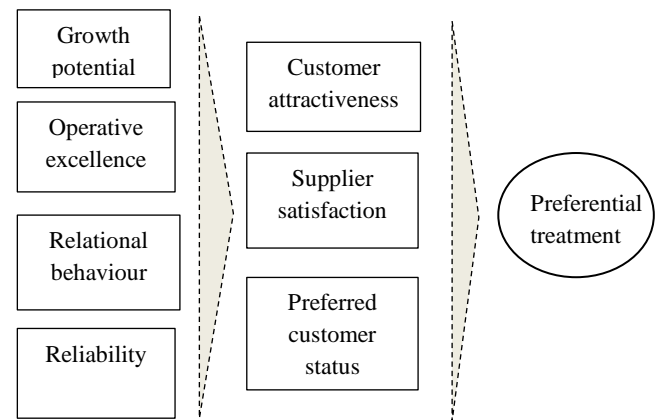 Growth
potential
Operative
excellence
Relational
behaviour
Reliability
Customer
attractiveness
Supplier
satisfaction
Preferred
customer
status
Preferential
treatment